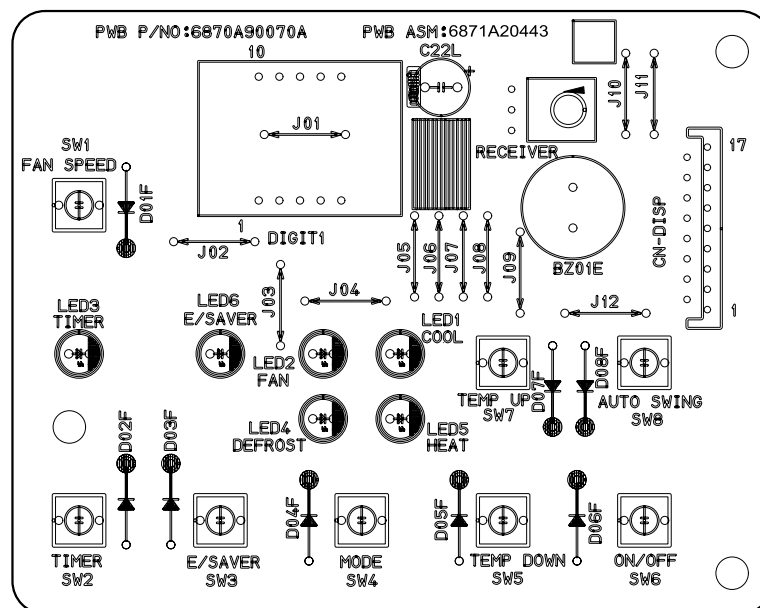 PWB P/NO:6870A90070A PWB ASM:6871A20443
10
C22L
J10
J11
J01
SW1
FAN SPEED
RECEIVER
17
D01F
CN-DISP
1
DIGIT1
J02
J05
J06
J07
J08
J09
BZ01E
J03
J04
J12
1
LED3
TIMER
LED6
E/SAVER
LED1
COOL
LED2
FAN
TEMP UP
SW7
D07F
D08F
AUTO SWING
SW8
D02F
D03F
LED4
DEFROST
LED5
HEAT
D04F
D05F
D06F
TIMER
SW2
E/SAVER
SW3
MODE
SW4
TEMP DOWN
SW5
ON/OFF
SW6